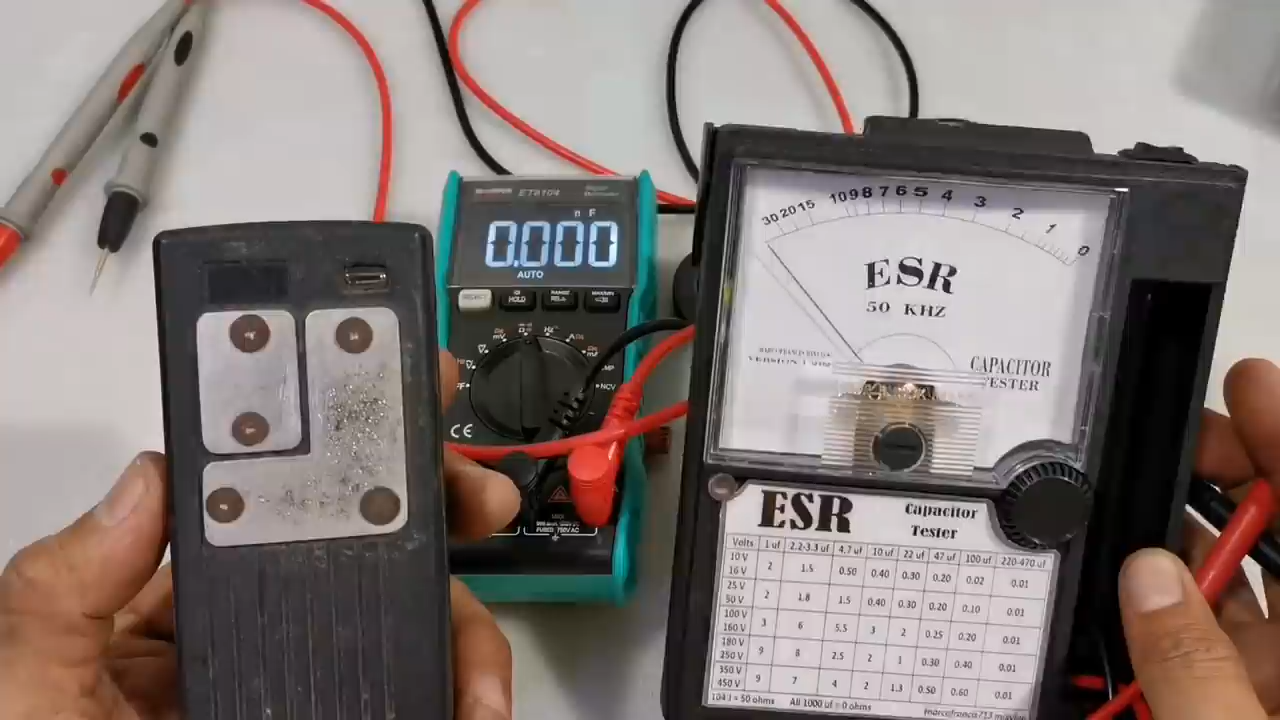 ET8104
n F
0.000
AUTO
SELECT
HOLD
REL
MAX/MIN
Hz
NCV
CE
30 20 15 10 9 8 7 6 5 4 3 2 1 0
ESR
50 KHZ
CAPACITOR
TESTER
ESR
Capacitor
Tester
Volts 1 uf 2.2-3.3 uf 4.7 uf 10 uf 22 uf 47 uf 100 uf 220-470 uf
10 V
16 V 2 1.5 0.50 0.40 0.30 0.20 0.02 0.01
25 V
50 V 2 1.8 1.5 0.40 0.30 0.20 0.10 0.01
100 V
160 V 3 6 5.5 3 2 0.25 0.20 0.01
180 V
250 V 9 8 2.5 2 1 0.30 0.40 0.01
350 V
450 V 9 7 4 2 1.3 0.50 0.60 0.01
104 J = 50 ohms All 1000 uf = 0 ohms